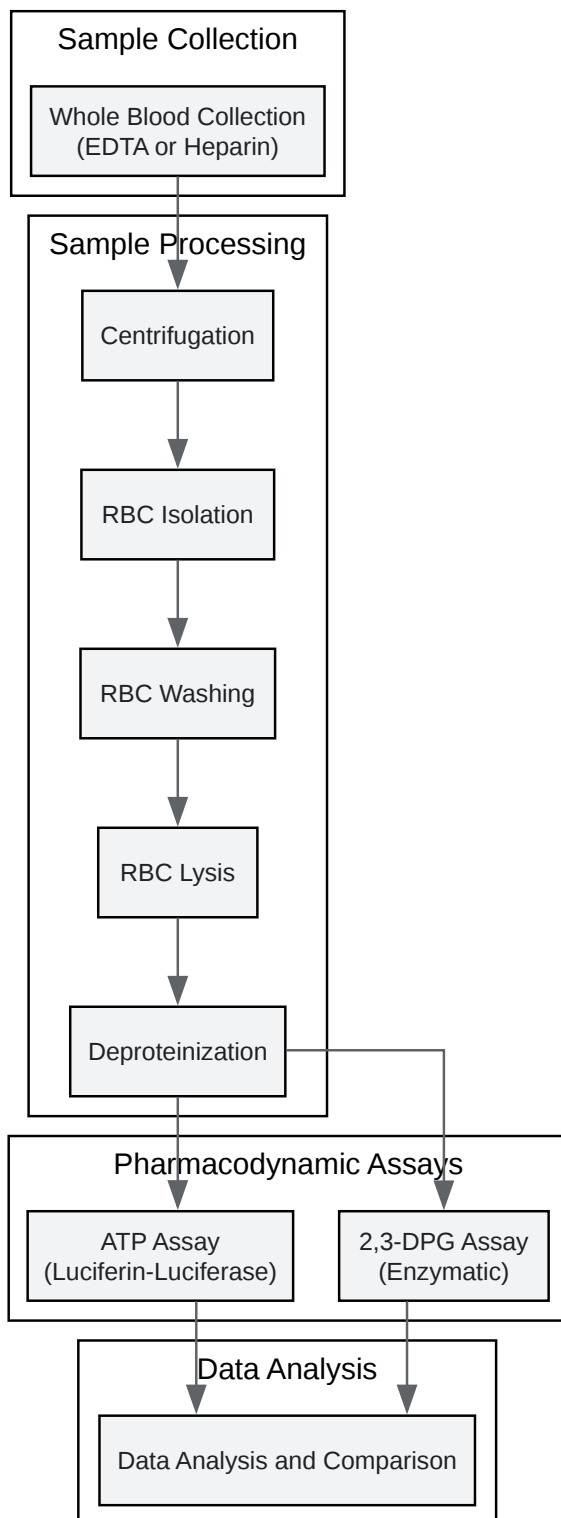 Sample Collection
Whole Blood Collection
(EDTA or Heparin)
Sample Processing
Centrifugation
RBC Isolation
RBC Washing
RBC Lysis
Deproteinization
Pharmacodynamic Assays
ATP Assay
(Luciferin-Luciferase)
2,3-DPG Assay
(Enzymatic)
Data Analysis
Data Analysis and Comparison